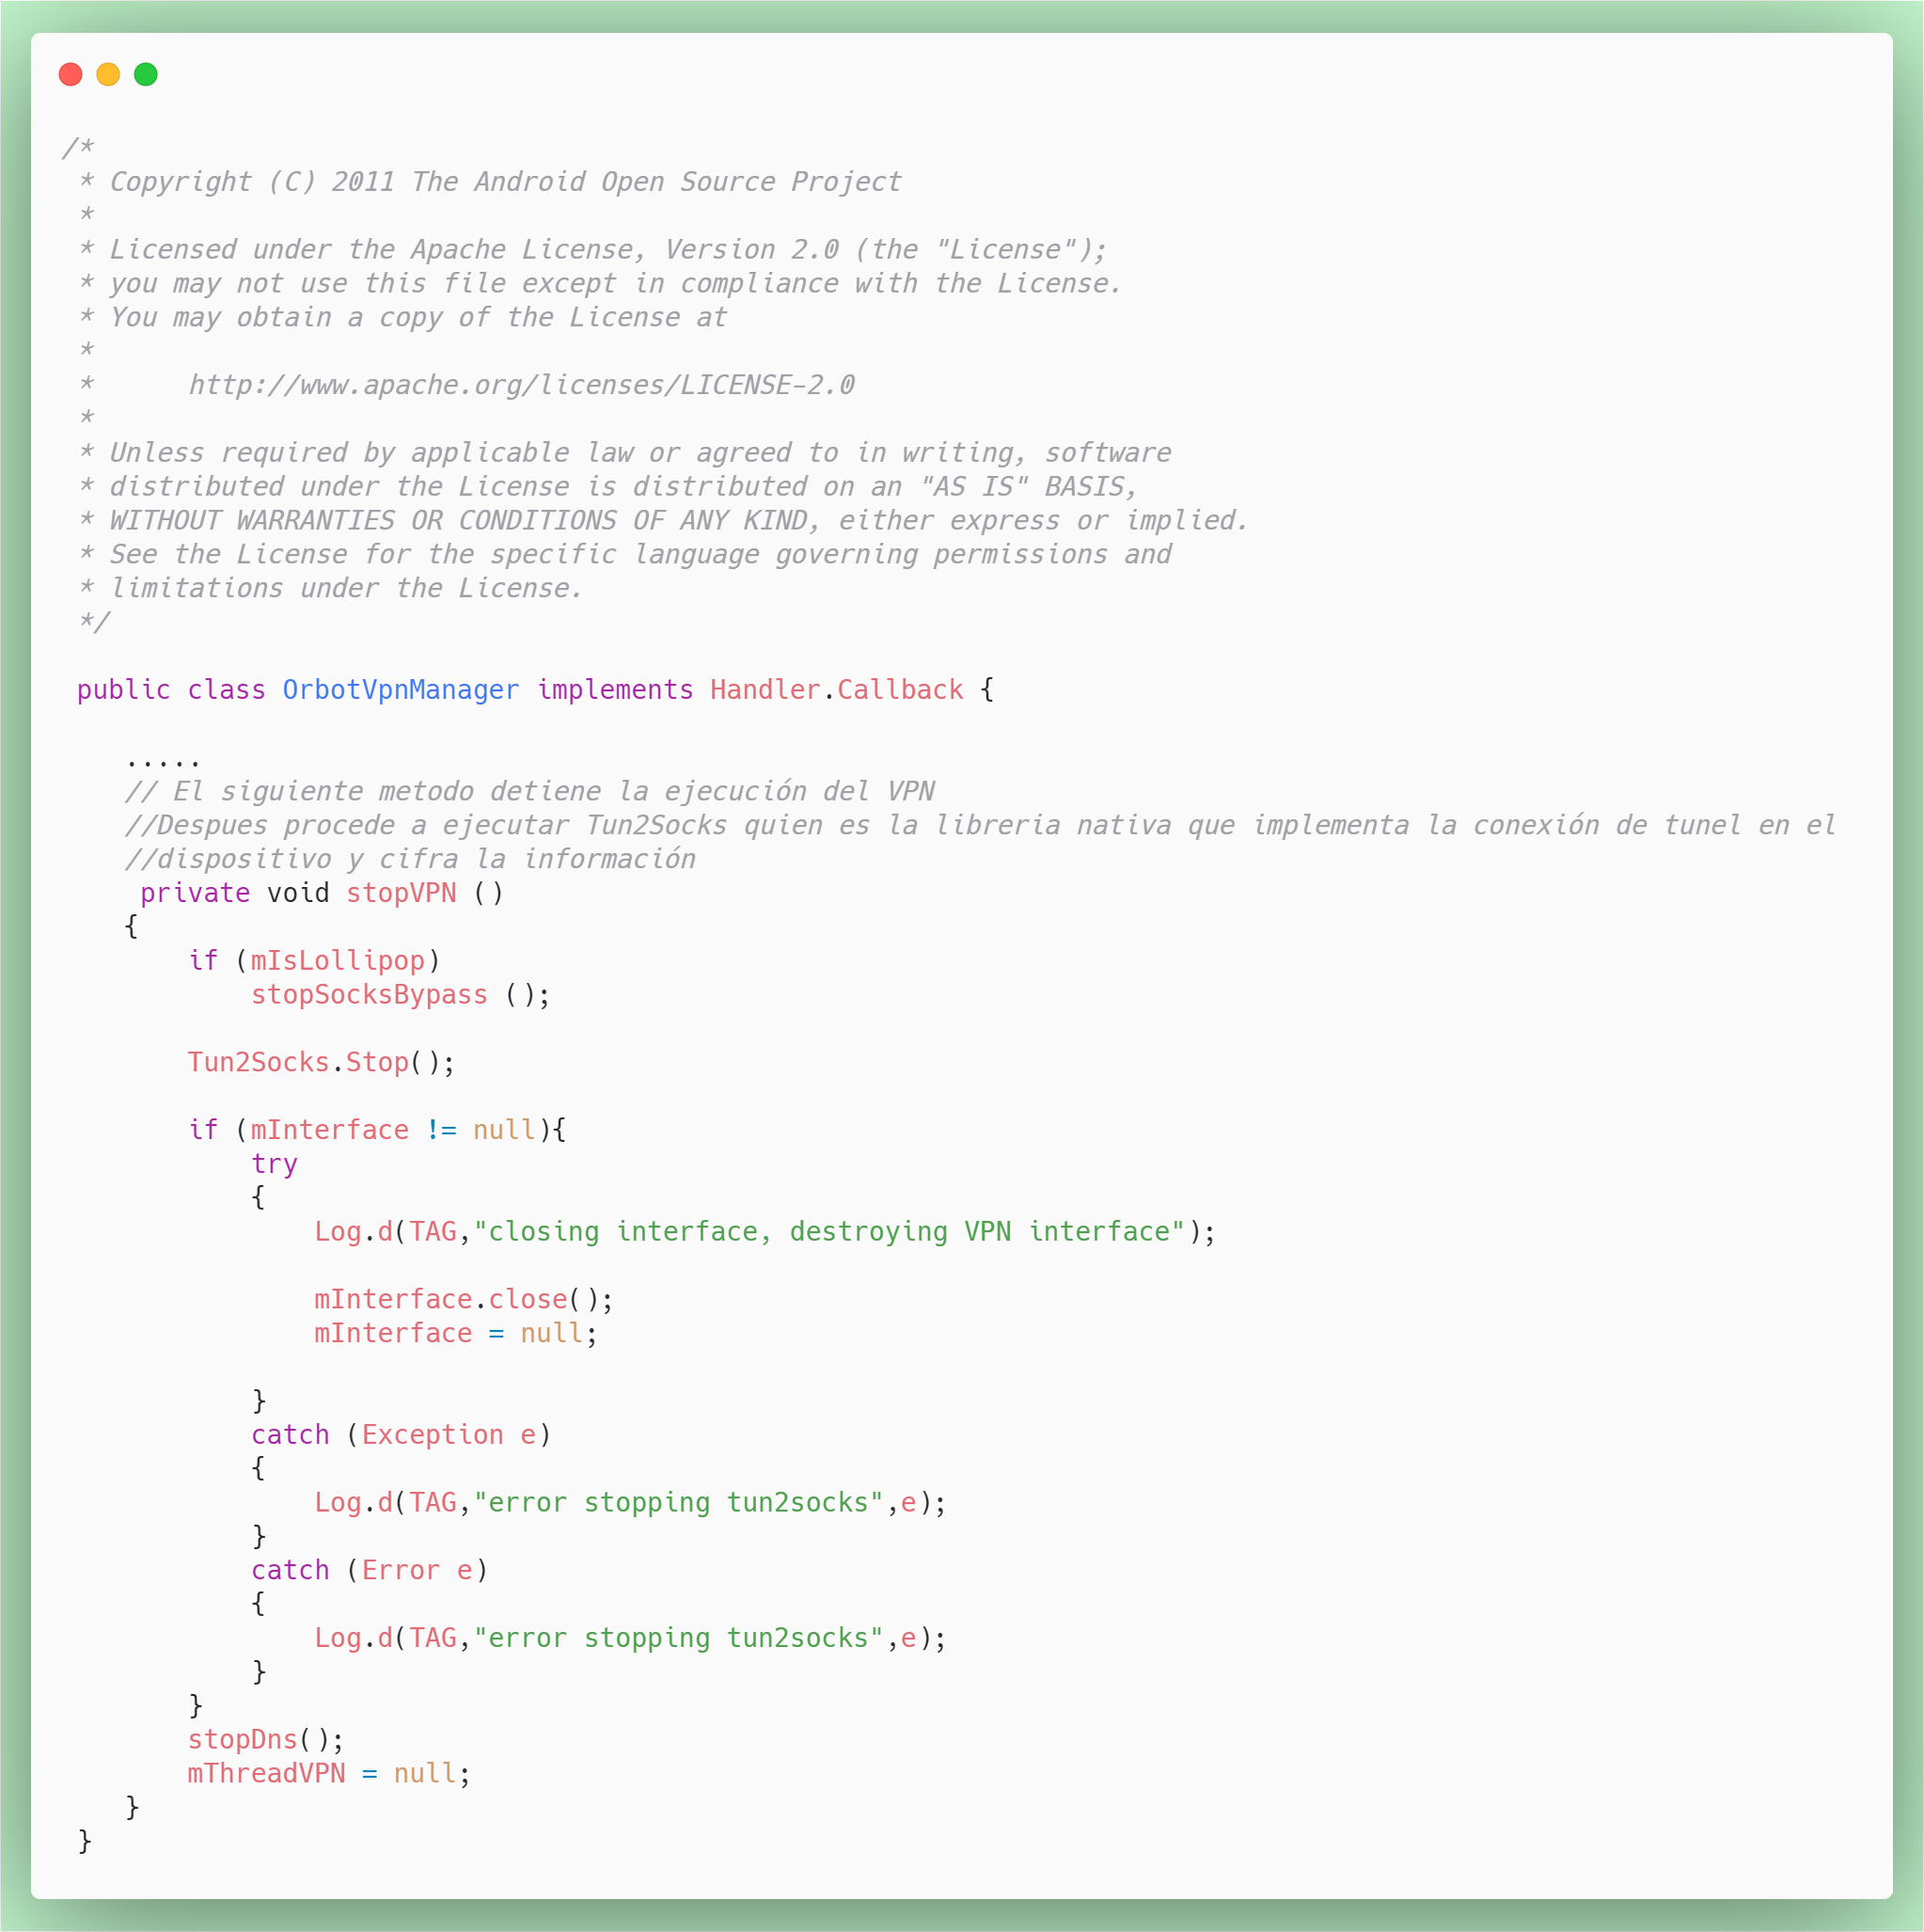 /*
 * Copyright (C) 2011 The Android Open Source Project
 *
 * Licensed under the Apache License, Version 2.0 (the "License");
 * you may not use this file except in compliance with the License.
 * You may obtain a copy of the License at
 *
 *      http://www.apache.org/licenses/LICENSE-2.0
 *
 * Unless required by applicable law or agreed to in writing, software
 * distributed under the License is distributed on an "AS IS" BASIS,
 * WITHOUT WARRANTIES OR CONDITIONS OF ANY KIND, either express or implied.
 * See the License for the specific language governing permissions and
 * limitations under the License.
 */

 public class OrbotVpnManager implements Handler.Callback {

    .....
    // El siguiente metodo detiene la ejecución del VPN
    //Despues procede a ejecutar Tun2Socks quien es la libreria nativa que implementa la conexión de tunel en el
    //dispositivo y cifra la información
     private void stopVPN ()
    {
        if (mIsLollipop)
            stopSocksBypass ();

        Tun2Socks.Stop();

        if (mInterface != null){
            try
            {
                Log.d(TAG,"closing interface, destroying VPN interface");

                mInterface.close();
                mInterface = null;

            }
            catch (Exception e)
            {
                Log.d(TAG,"error stopping tun2socks",e);
            }
            catch (Error e)
            {
                Log.d(TAG,"error stopping tun2socks",e);
            }
        }
        stopDns();
        mThreadVPN = null;
    }
 }